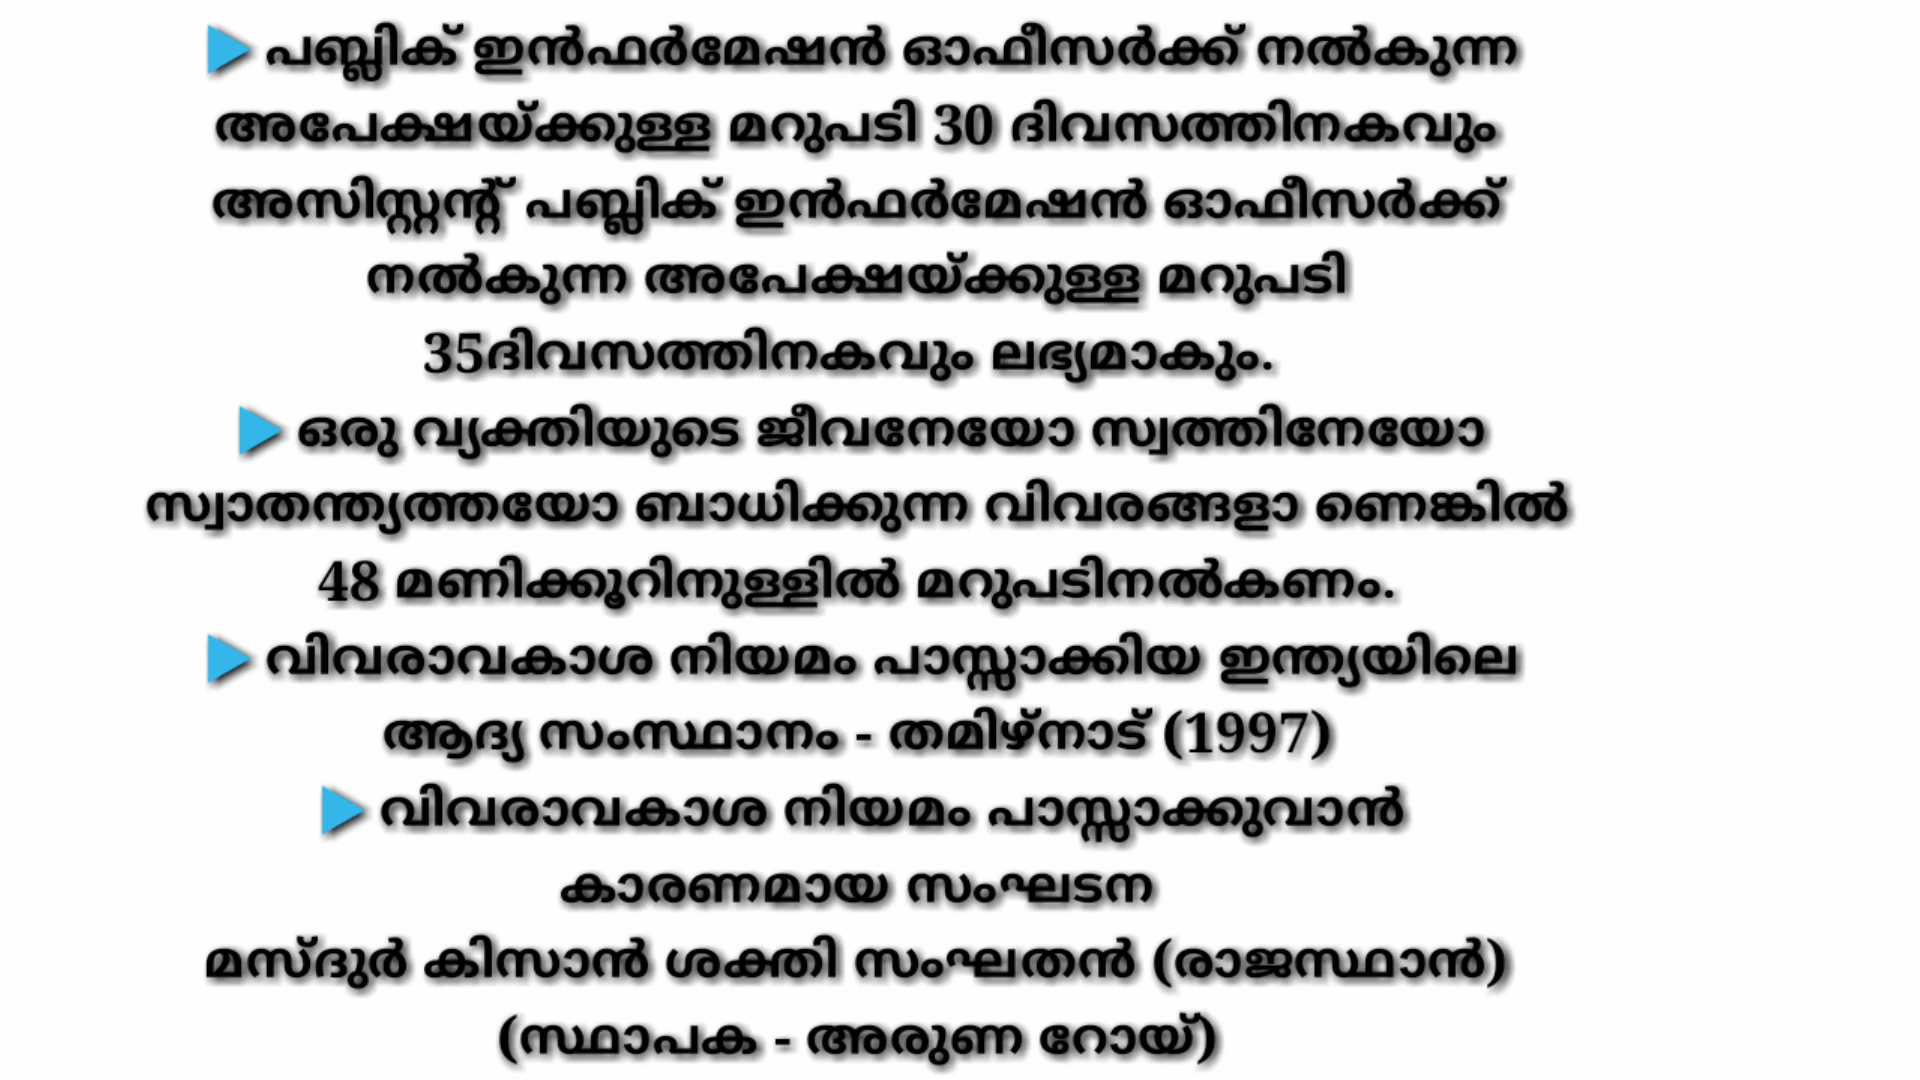 പബ്ലിക് ഇൻഫർമേഷൻ ഓഫീസർക്ക് നൽകുന്ന
അപേക്ഷയ്ക്കുള്ള മറുപടി 30 ദിവസത്തിനകവും
അസിസ്റ്റന്റ് പബ്ലിക് ഇൻഫർമേഷൻ ഓഫീസർക്ക്
നൽകുന്ന അപേക്ഷയ്ക്കുള്ള മറുപടി
35ദിവസത്തിനകവും ലഭ്യമാകും.
ഒരു വ്യക്തിയുടെ ജീവനേയോ സ്വത്തിനേയോ
സ്വാതന്ത്യത്തയോ ബാധിക്കുന്ന വിവരങ്ങളാ ണെങ്കിൽ
48 മണിക്കൂറിനുള്ളിൽ മറുപടിനൽകണം.
വിവരാവകാശ നിയമം പാസ്സാക്കിയ ഇന്ത്യയിലെ
ആദ്യ സംസ്ഥാനം - തമിഴ്നാട് (1997)
വിവരാവകാശ നിയമം പാസ്സാക്കുവാൻ
കാരണമായ സംഘടന
മസ്ദുർ കിസാൻ ശക്തി സംഘതൻ (രാജസ്ഥാൻ)
(സ്ഥാപക - അരുണ റോയ്)